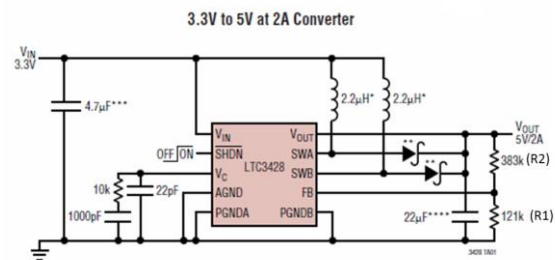 3.3V to 5V at 2A Converter
VIN
3.3V
4.7µF***
2.2µH*
2.2µH*
VOUT
5V/2A
VIN
VOUT
OFF ON
SHDN
LTC3428
SWA
**
383k (R2)
VC
SWB
**
10k
22pF
AGND
FB
1000pF
PGNDA
PGNDB
22µF****
121k (R1)
3428 TA01